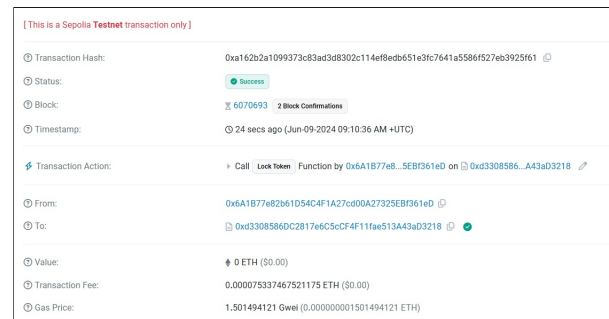 [ This is a Sepolia Testnet transaction only ]
Transaction Hash: 0xa162b2a1099373c83ad3d8302c114ef8edb651e3fc7641a5586f527eb3925f61
Status: Success
Block: 6070693 2 Block Confirmations
Timestamp: 24 secs ago (Jun-09-2024 09:10:36 AM +UTC)
Transaction Action: Call Lock Token Function by 0x6A1B77e8...5EBf361eD on 0xd3308586...A43aD3218
From: 0x6A1B77e82b61D54C4F1A27cd00A27325EBf361eD
To: 0xd3308586DC2817e6C5cCF4F11fae513A43aD3218
Value: 0 ETH ($0.00)
Transaction Fee: 0.000075337467521175 ETH ($0.00)
Gas Price: 1.501494121 Gwei (0.000000001501494121 ETH)